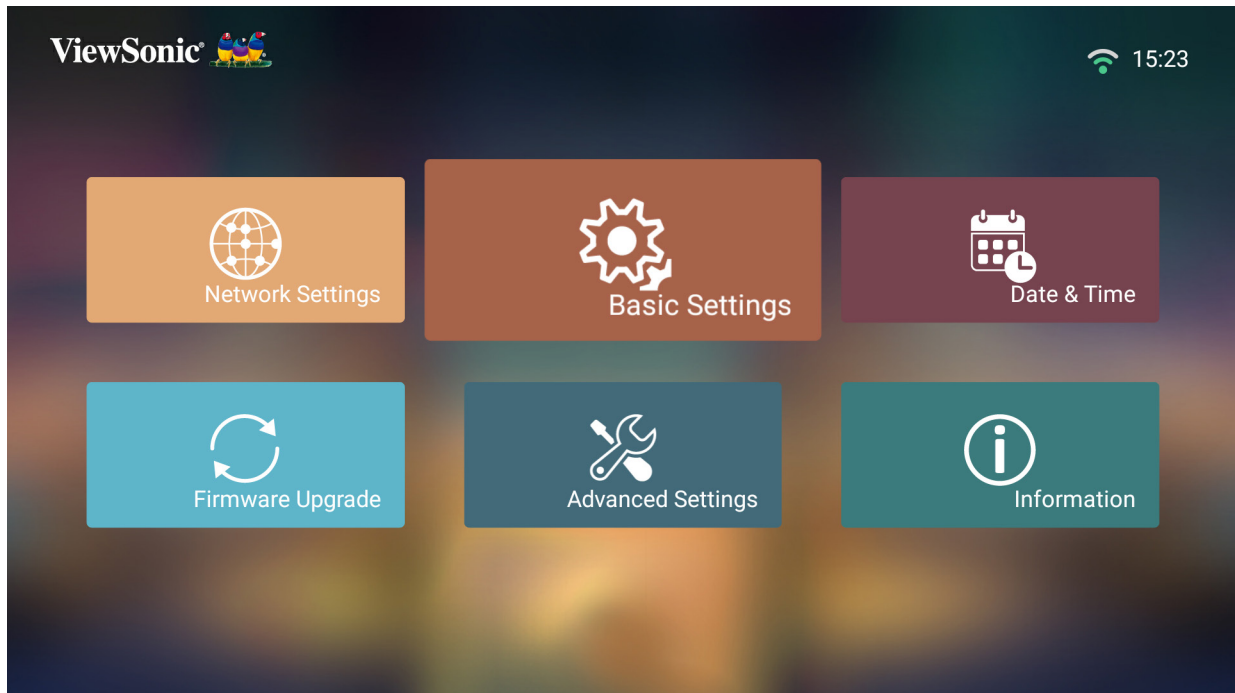 ViewSonic®
15:23
Network Settings
Basic Settings
Date & Time
Firmware Upgrade
Advanced Settings
Information